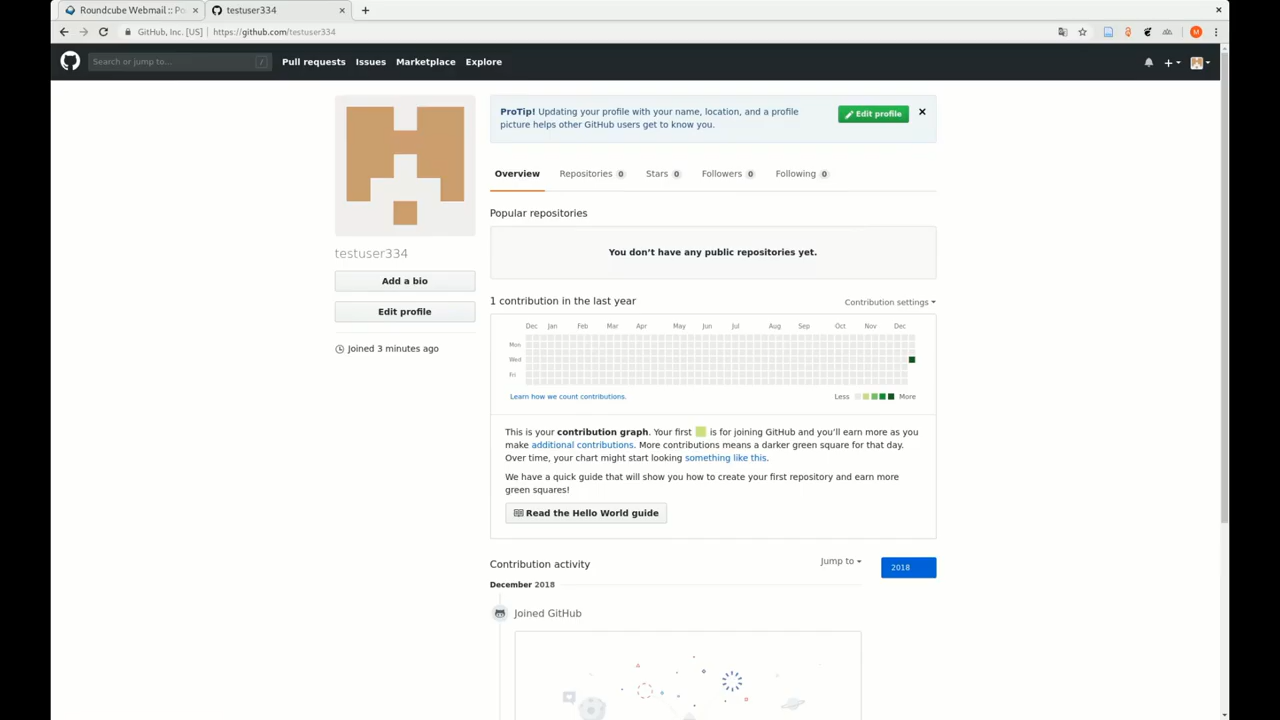 Roundcube Webmail :: Po
testuser334
GitHub, Inc. [US]
https://github.com/testuser334
M
Search or jump to...
/
Pull requests
Issues
Marketplace
Explore
ProTip! Updating your profile with your name, location, and a profile
picture helps other GitHub users get to know you.
Edit profile
Overview
Repositories 0
Stars 0
Followers 0
Following 0
Popular repositories
You don’t have any public repositories yet.
testuser334
Add a bio
Edit profile
Joined 3 minutes ago
1 contribution in the last year
Contribution settings
Dec Jan Feb Mar Apr May Jun Jul Aug Sep Oct Nov Dec
Mon
Wed
Fri
Learn how we count contributions.
Less
More
This is your contribution graph. Your first is for joining GitHub and you’ll earn more as you
make additional contributions. More contributions means a darker green square for that day.
Over time, your chart might start looking something like this.
We have a quick guide that will show you how to create your first repository and earn more
green squares!
Read the Hello World guide
Contribution activity
Jump to
2018
December 2018
Joined GitHub